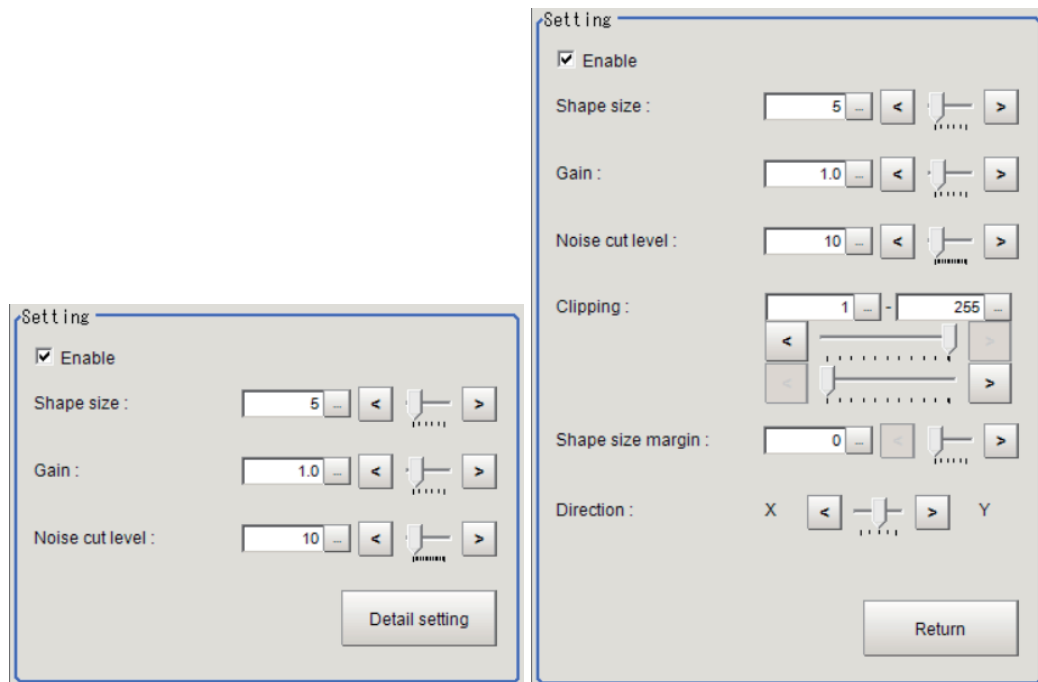 Setting
Enable
Shape size : 5 ... < >
Gain : 1.0 ... < >
Noise cut level : 10 ... < >
Detail setting
Setting
Enable
Shape size : 5 ... < >
Gain : 1.0 ... < >
Noise cut level : 10 ... < >
Clipping : 1 ... - 255 ...
< >
< >
Shape size margin : 0 ... < >
Direction : X < > Y
Return